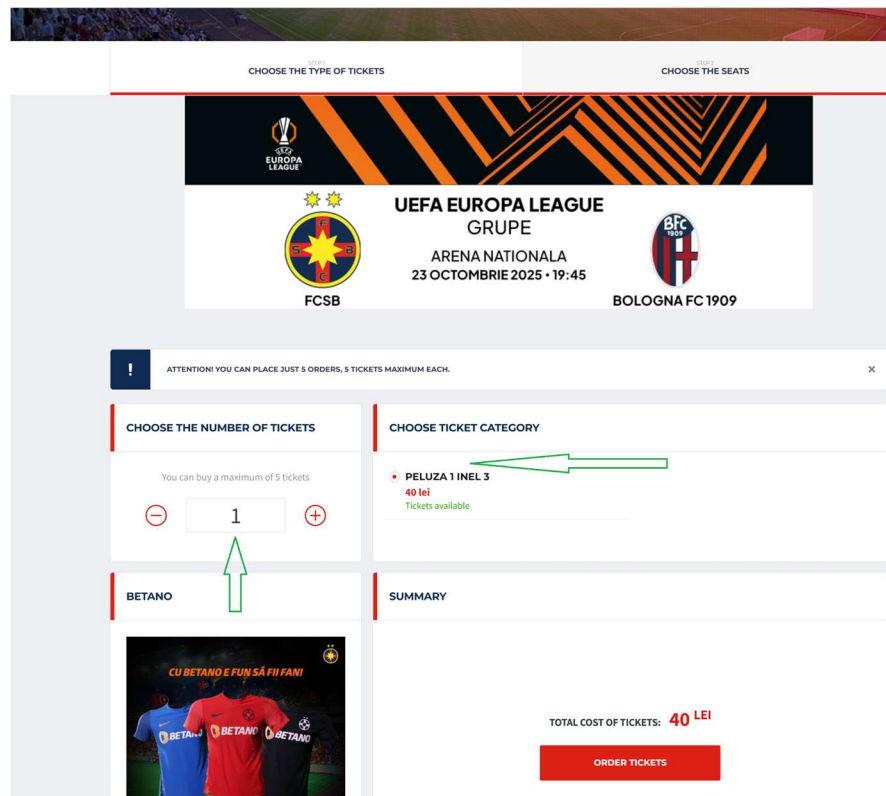 STEP 1
CHOOSE THE TYPE OF TICKETS
STEP 2
CHOOSE THE SEATS
UEFA
EUROPA
LEAGUE
UEFA EUROPA LEAGUE
GRUPE
ARENA NATIONALA
23 OCTOMBRIE 2025 • 19:45
F
S B
C
FCSB
BFC
1909
BOLOGNA FC 1909
! ATTENTION! YOU CAN PLACE JUST 5 ORDERS, 5 TICKETS MAXIMUM EACH. ×
CHOOSE THE NUMBER OF TICKETS
You can buy a maximum of 5 tickets
1
CHOOSE TICKET CATEGORY
PELUZA 1 INEL 3
40 lei
Tickets available
BETANO
CU BETANO E FUN SĂ FII FAN!
BETANO
BETANO
BETANO
SUMMARY
TOTAL COST OF TICKETS: 40 LEI
ORDER TICKETS